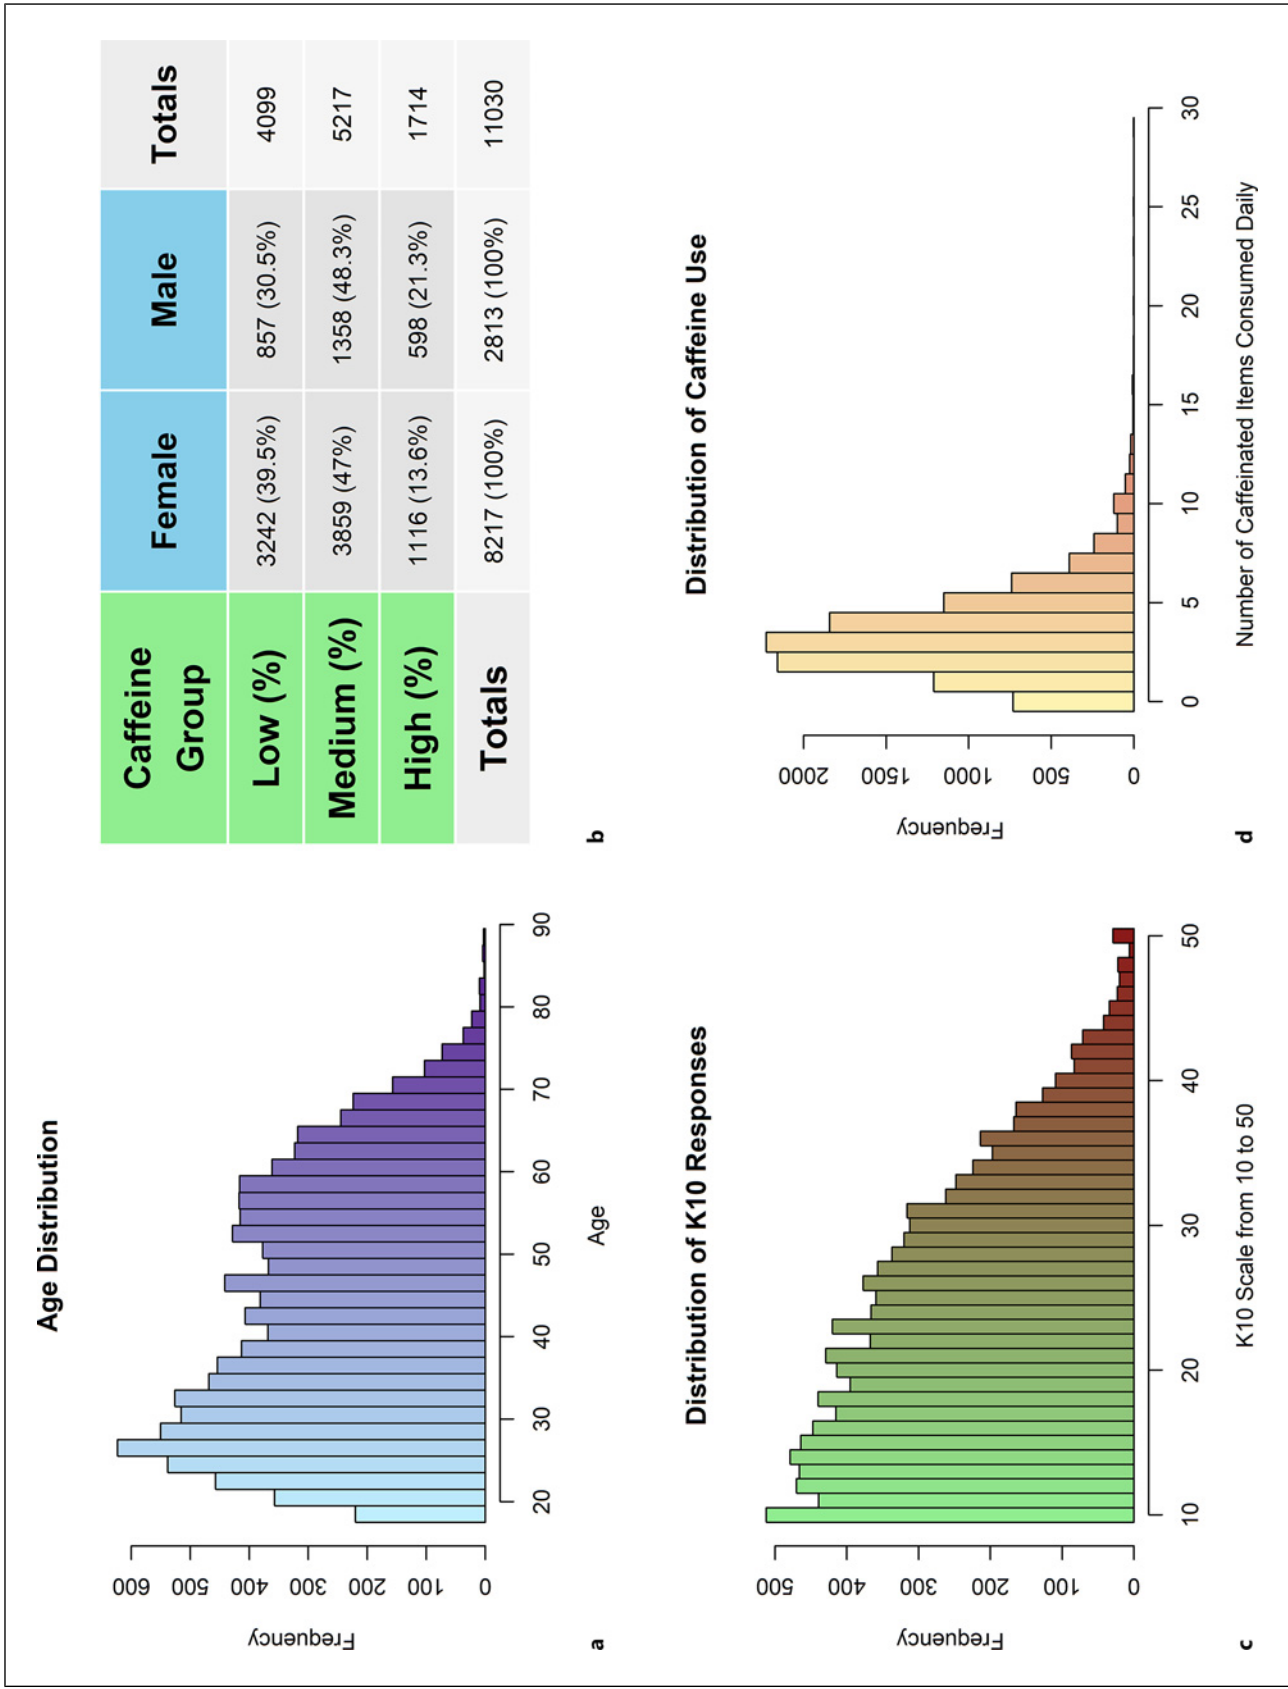 Age Distribution
Frequency
0
100
200
300
400
500
600
20
30
40
50
60
70
80
90
Age
a
Caffeine Group Female Male Totals
Low (%) 3242 (39.5%) 857 (30.5%) 4099
Medium (%) 3859 (47%) 1358 (48.3%) 5217
High (%) 1116 (13.6%) 598 (21.3%) 1714
Totals 8217 (100%) 2813 (100%) 11030
b
Distribution of K10 Responses
Frequency
0
100
200
300
400
500
10
20
30
40
50
K10 Scale from 10 to 50
c
Distribution of Caffeine Use
Frequency
0
500
1000
1500
2000
0
5
10
15
20
25
30
Number of Caffeinated Items Consumed Daily
d